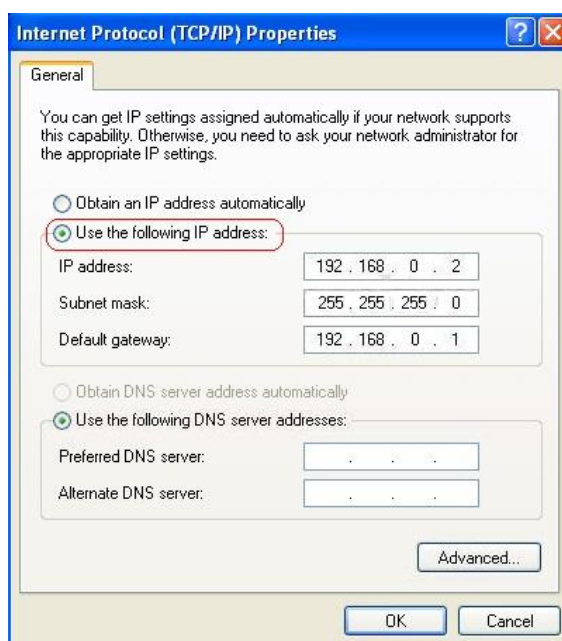 Internet Protocol (TCP/IP) Properties
General
You can get IP settings assigned automatically if your network supports
this capability. Otherwise, you need to ask your network administrator for
the appropriate IP settings.
Obtain an IP address automatically
Use the following IP address:
IP address: 192 . 168 . 0 . 2
Subnet mask: 255 . 255 . 255 . 0
Default gateway: 192 . 168 . 0 . 1
Obtain DNS server address automatically
Use the following DNS server addresses:
Preferred DNS server: . . .
Alternate DNS server: . . .
Advanced...
OK Cancel